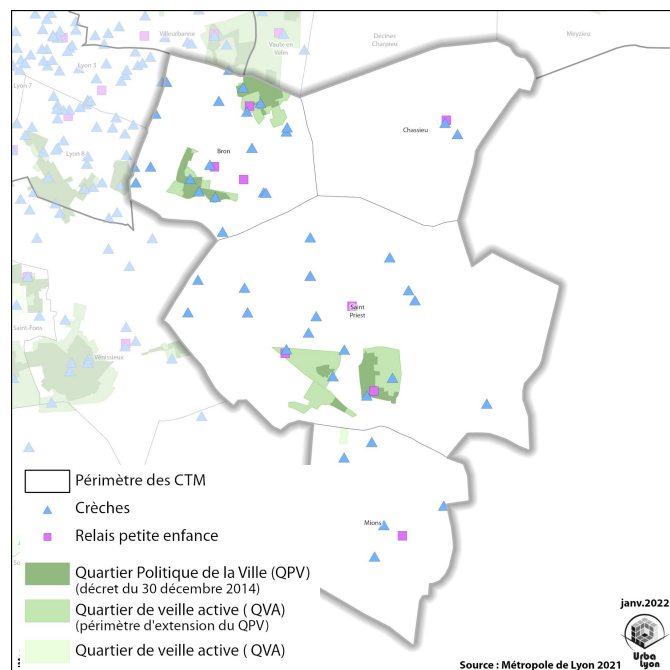 Villeurbanne
Vaulx-en
Velin
Décines
Charpieu
Meyzieu
Lyon 3
Lyon 7
Lyon 8
Bron
Chassieu
Saint
Priest
Saint-Fons
Vénissieux
Mions
Périmètre des CTM
Crèches
Relais petite enfance
Quartier Politique de la Ville (QPV)
(décret du 30 décembre 2014)
Quartier de veille active ( QVA)
(périmètre d'extension du QPV)
Quartier de veille active ( QVA)
janv.2022
Urba
Lyon
Source : Métropole de Lyon 2021